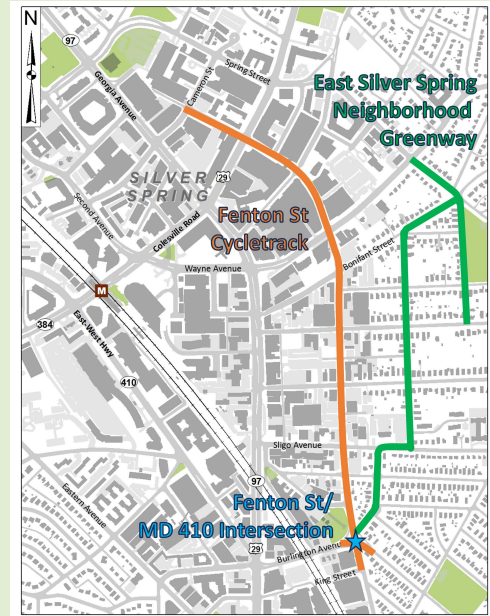 N
97
Georgia Avenue
Cameron St
Spring Street
East Silver Spring
Neighborhood
Greenway
SILVER
SPRING
29
Second Avenue
Colesville Road
Fenton St
Cycletrack
Bonifant Street
Wayne Avenue
M
384
East-West Hwy
410
Sligo Avenue
97
Eastern Avenue
Fenton St/
MD 410 Intersection
29
Burlington Avenue
King Street